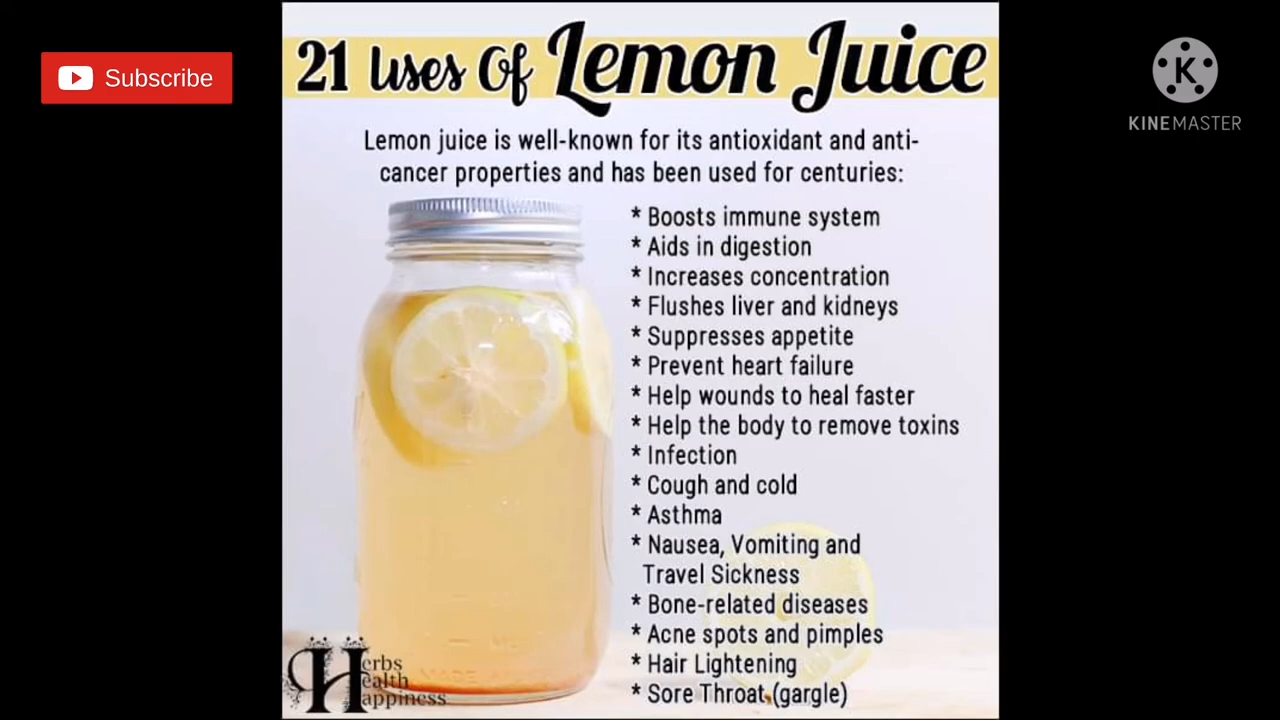 21 Uses Of Lemon Juice
Subscribe
KINEMASTER
Lemon juice is well-known for its antioxidant and anti-
cancer properties and has been used for centuries:
* Boosts immune system
* Aids in digestion
* Increases concentration
* Flushes liver and kidneys
* Suppresses appetite
* Prevent heart failure
* Help wounds to heal faster
* Help the body to remove toxins
* Infection
* Cough and cold
* Asthma
* Nausea, Vomiting and
Travel Sickness
* Bone-related diseases
* Acne spots and pimples
* Hair Lightening
* Sore Throat (gargle)
Herbs
Health
Happiness